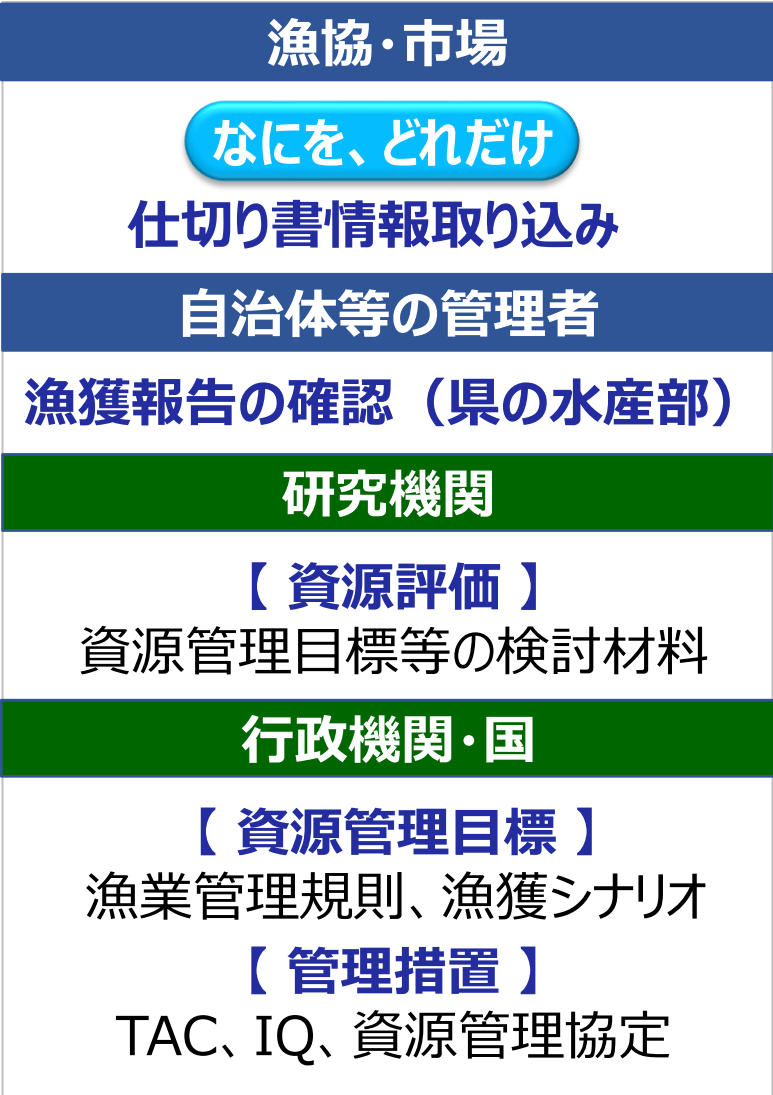 漁協・市場
なにを、どれだけ
仕切り書情報取り込み
自治体等の管理者
漁獲報告の確認（県の水産部）
研究機関
【 資源評価 】
資源管理目標等の検討材料
行政機関・国
【 資源管理目標 】
漁業管理規則、漁獲シナリオ
【 管理措置 】
TAC、IQ、資源管理協定